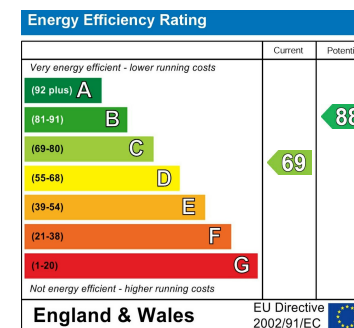 Energy Efficiency Rating
Current Potenti
Very energy efficient - lower running costs
(92 plus) A
(81-91) B
88
(69-80) C
69
(55-68) D
(39-54) E
(21-38) F
(1-20) G
Not energy efficient - higher running costs
England & Wales
EU Directive
2002/91/EC